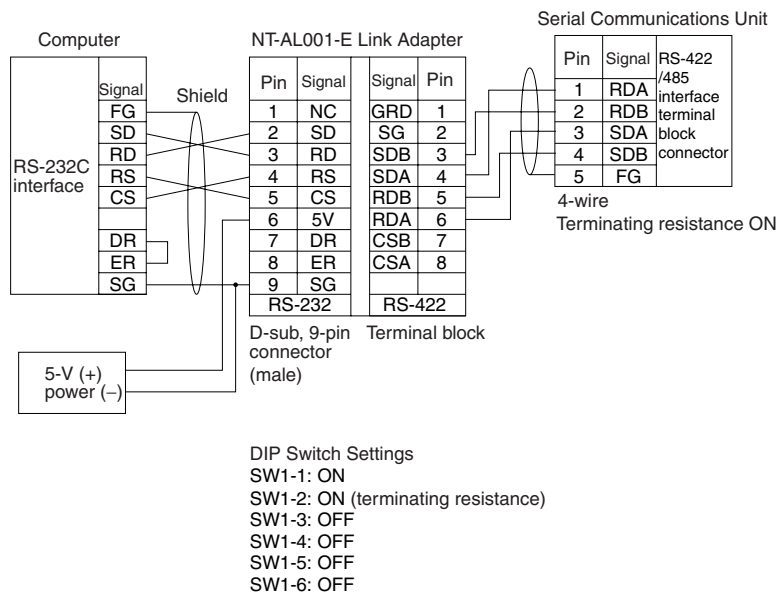 Serial Communications Unit
Computer
NT-AL001-E Link Adapter
Signal
FG
SD
RD
RS
CS
DR
ER
SG
RS-232C
interface
Shield
Pin Signal
1 NC
2 SD
3 RD
4 RS
5 CS
6 5V
7 DR
8 ER
9 SG
RS-232
Signal Pin
GRD 1
SG 2
SDB 3
SDA 4
RDB 5
RDA 6
CSB 7
CSA 8
RS-422
Pin Signal
1 RDA
2 RDB
3 SDA
4 SDB
5 FG
RS-422
/485
interface
terminal
block
connector
4-wire
Terminating resistance ON
D-sub, 9-pin
connector
(male)
Terminal block
5-V (+)
power (–)
DIP Switch Settings
SW1-1: ON
SW1-2: ON (terminating resistance)
SW1-3: OFF
SW1-4: OFF
SW1-5: OFF
SW1-6: OFF